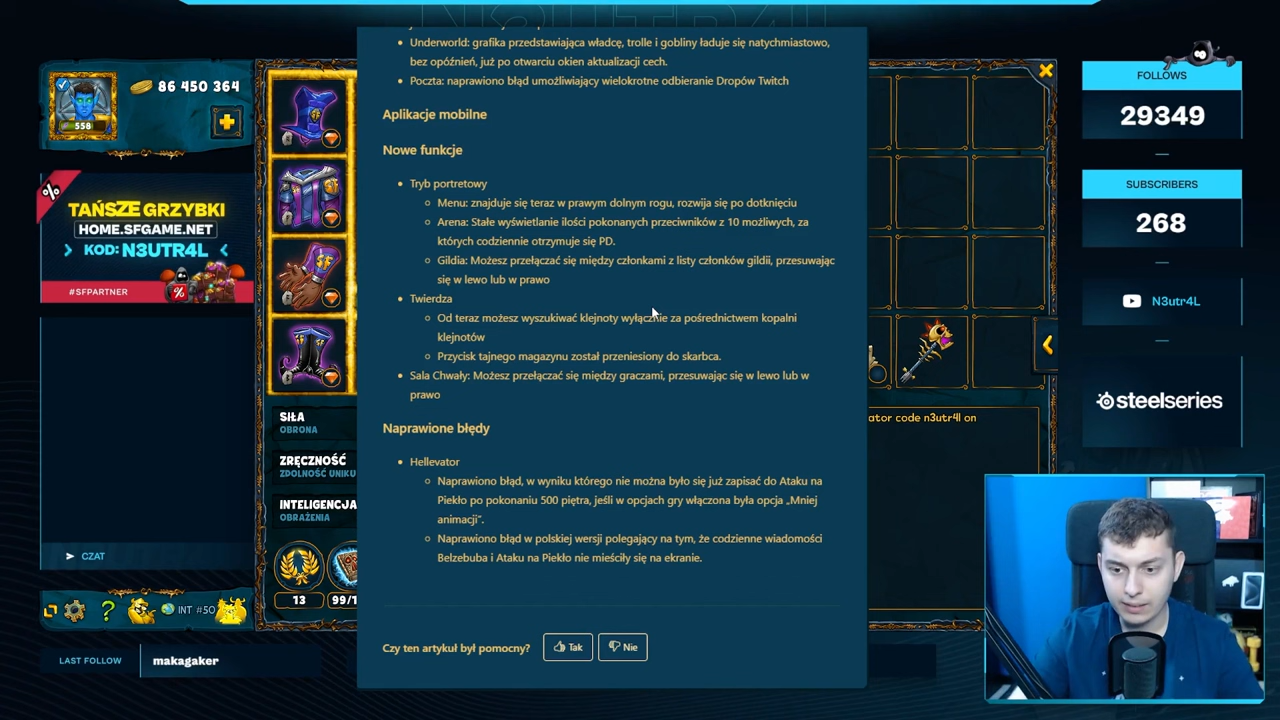 N3UTR4L
Underworld: grafika przedstawiająca władcę, trolle i gobliny ładuje się natychmiastowo,
bez opóźnień, już po otwarciu okien aktualizacji cech.
Poczta: naprawiono błąd umożliwiający wielokrotne odbieranie Dropów Twitch
Aplikacje mobilne
Nowe funkcje
Tryb portretowy
Menu: znajduje się teraz w prawym dolnym rogu, rozwija się po dotknięciu
Arena: Stałe wyświetlanie ilości pokonanych przeciwników z 10 możliwych, za
których codziennie otrzymuje się PD.
Gildia: Możesz przełączać się między członkami z listy członków gildii, przesuwając
się w lewo lub w prawo
Twierdza
Od teraz możesz wyszukiwać klejnoty wyłącznie za pośrednictwem kopalni
klejnotów
Przycisk tajnego magazynu został przeniesiony do skarbca.
Sala Chwały: Możesz przełączać się między graczami, przesuwając się w lewo lub w
prawo
Naprawione błędy
Hellevator
Naprawiono błąd, w wyniku którego nie można było się już zapisać do Ataku na
Piekło po pokonaniu 500 piętra, jeśli w opcjach gry włączona była opcja „Mniej
animacji”.
Naprawiono błąd w polskiej wersji polegający na tym, że codzienne wiadomości
Belzebuba i Ataku na Piekło nie mieściły się na ekranie.
Czy ten artykuł był pomocny?
Tak
Nie
86 450 364
558
%
TAŃSZE GRZYBKI
HOME.SFGAME.NET
KOD: N3UTR4L
#SFPARTNER
%
CZAT
INT #50
LAST FOLLOW
makagaker
SIŁA
OBRONA
ZRĘCZNOŚĆ
ZDOLNOŚĆ UNIKU
INTELIGENCJA
OBRAŻENIA
13
99/1
ator code n3utr4l on
FOLLOWS
29349
SUBSCRIBERS
268
N3utr4L
steelseries